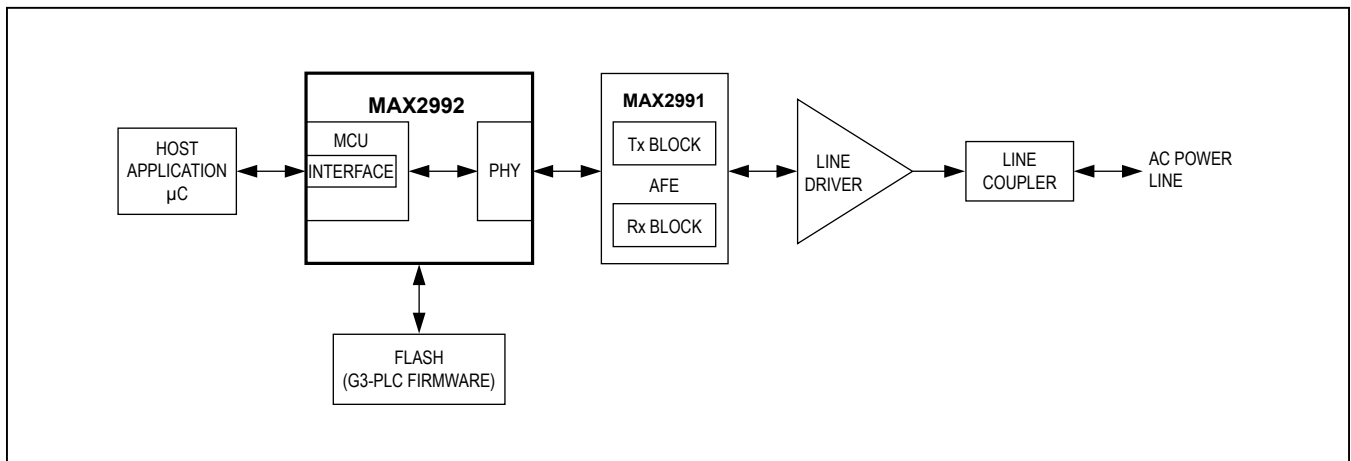 HOST
APPLICATION
µC
MAX2992
MCU
INTERFACE
PHY
FLASH
(G3-PLC FIRMWARE)
MAX2991
Tx BLOCK
AFE
Rx BLOCK
LINE
DRIVER
LINE
COUPLER
AC POWER
LINE